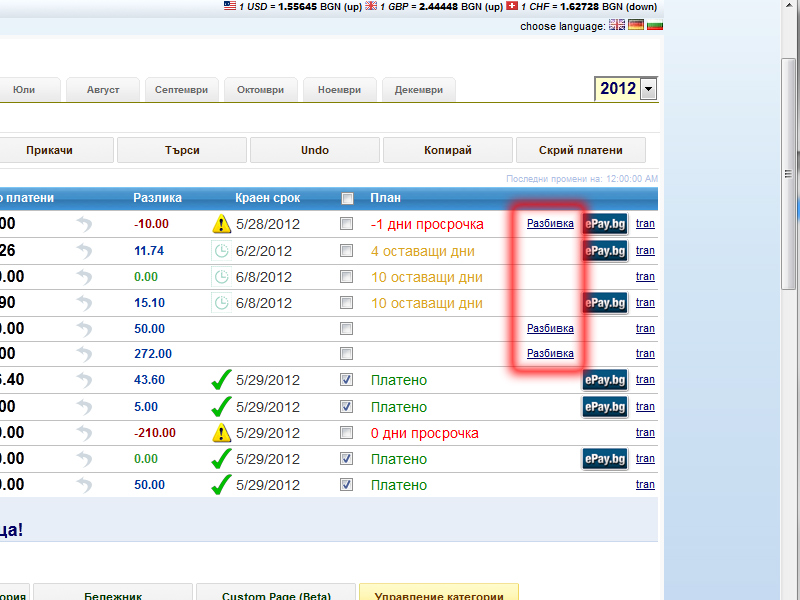 1 USD = 1.55645 BGN (up) 1 GBP = 2.44448 BGN (up) 1 CHF = 1.62728 BGN (down)
choose language:
Юли Август Септември Октомври Ноември Декември 2012
Прикачи Търси Undo Копирай Скрий платени
Последни промени на: 12:00:00 AM
о платени Разлика Краен срок План
00 -10.00 5/28/2012 -1 дни просрочка Разбивка ePay.bg tran
26 11.74 6/2/2012 4 оставащи дни ePay.bg tran
0.00 0.00 6/8/2012 10 оставащи дни tran
90 15.10 6/8/2012 10 оставащи дни ePay.bg tran
0.00 50.00 Разбивка tran
00 272.00 Разбивка tran
6.40 43.60 5/29/2012 Платено ePay.bg tran
00 5.00 5/29/2012 Платено ePay.bg tran
0.00 -210.00 5/29/2012 0 дни просрочка tran
0.00 0.00 5/29/2012 Платено ePay.bg tran
0.00 50.00 5/29/2012 Платено tran
ца!
ория Бележник Custom Page (Beta) Управление категории